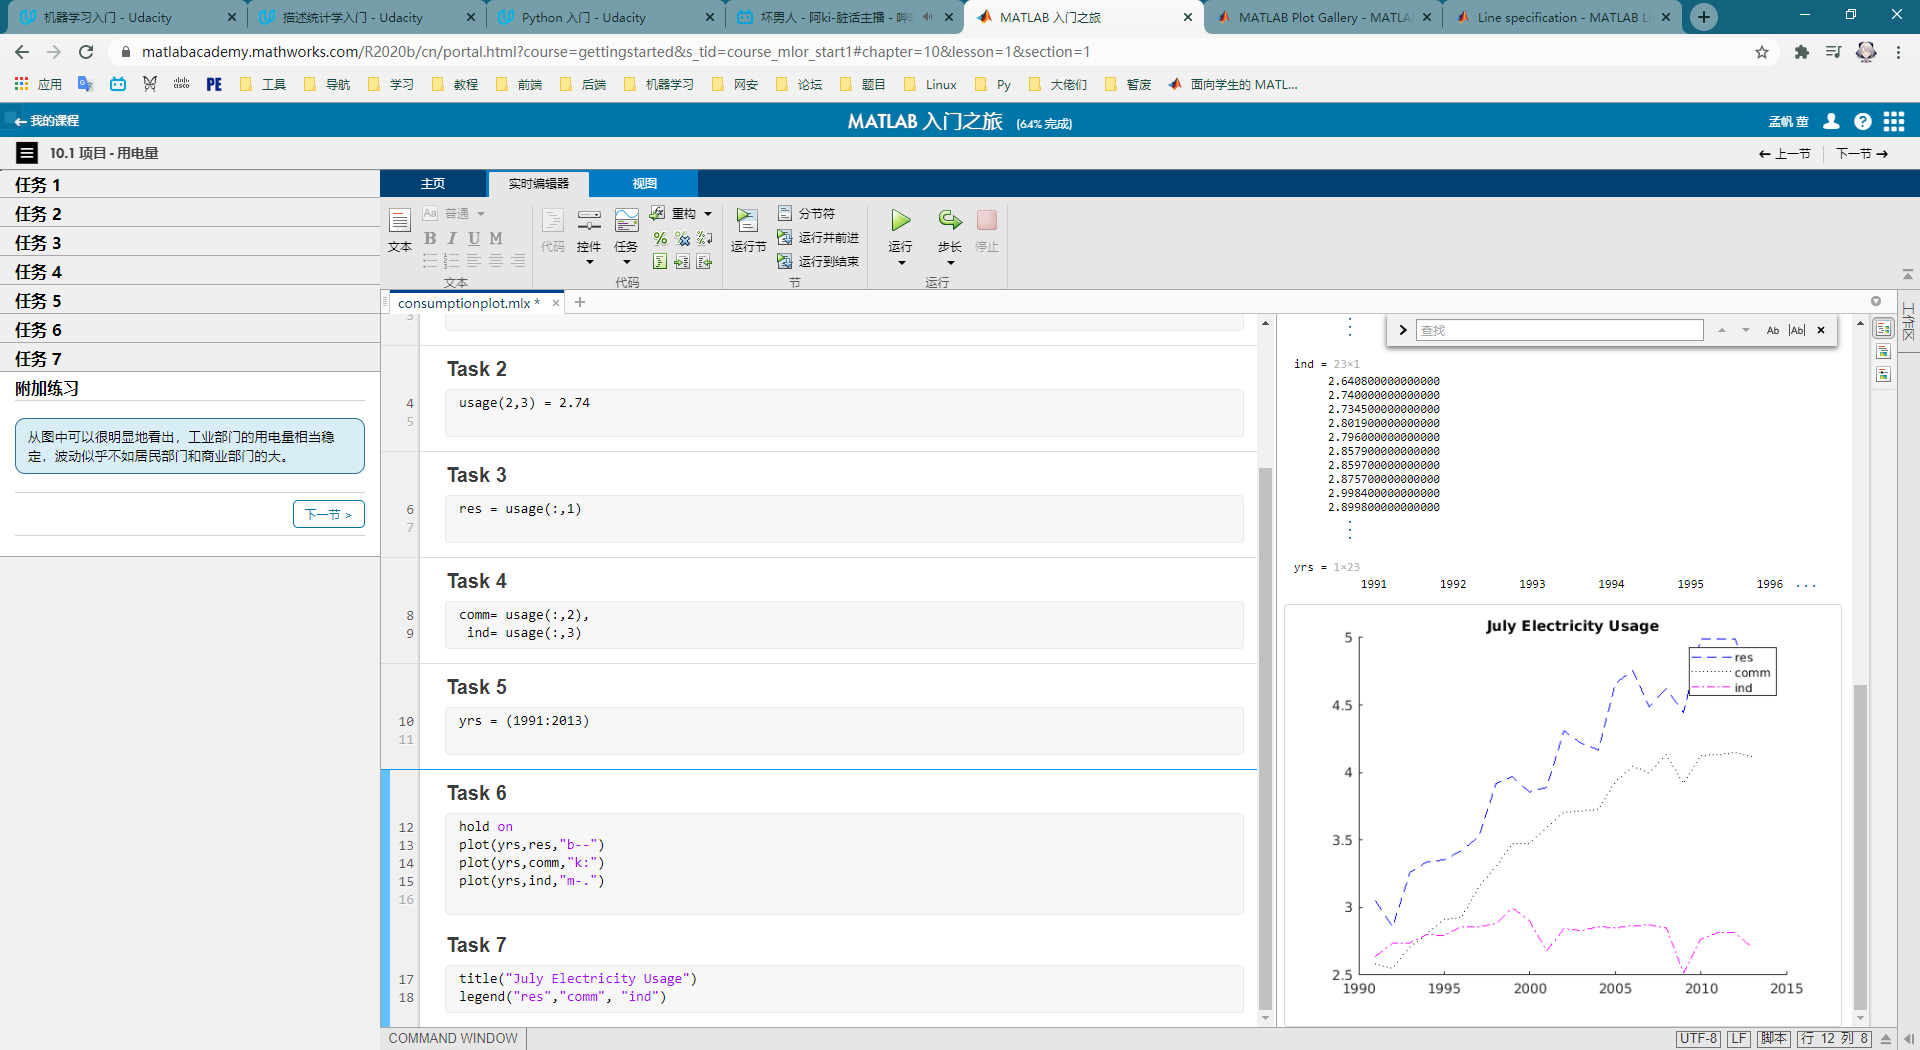 机器学习入门 - Udacity
描述统计学入门 - Udacity
Python 入门 - Udacity
坏男人 - 阿ki-脏话主播 - 哔
MATLAB 入门之旅
MATLAB Plot Gallery - MATLA
Line specification - MATLAB Li
matlabacademy.mathworks.com/R2020b/cn/portal.html?course=gettingstarted&s_tid=course_mlor_start1#chapter=10&lesson=1&section=1
应用
PE
工具
导航
学习
教程
前端
后端
机器学习
网安
论坛
题目
Linux
Py
大佬们
暂废
面向学生的 MATL...
我的课程
MATLAB 入门之旅 (64% 完成)
孟帆 董
10.1 项目 - 用电量
上一节
下一节
任务 1
任务 2
任务 3
任务 4
任务 5
任务 6
任务 7
附加练习
从图中可以很明显地看出，工业部门的用电量相当稳
定，波动似乎不如居民部门和商业部门的大。
下一节 >
主页
实时编辑器
视图
文本
Aa 普通
B I U M
文本
代码
控件
任务
重构
代码
运行节
分节符
运行并前进
运行到结束
节
运行
步长
停止
运行
consumptionplot.mlx *
工作区
3
Task 2
4 usage(2,3) = 2.74
5
Task 3
6 res = usage(:,1)
7
Task 4
8 comm= usage(:,2),
9 ind= usage(:,3)
Task 5
10 yrs = (1991:2013)
11
Task 6
12 hold on
13 plot(yrs,res,"b--")
14 plot(yrs,comm,"k:")
15 plot(yrs,ind,"m-.")
16
Task 7
17 title("July Electricity Usage")
18 legend("res","comm", "ind")
查找
Ab |Ab|
ind = 23×1
2.640800000000000
2.740000000000000
2.734500000000000
2.801900000000000
2.796000000000000
2.857900000000000
2.859700000000000
2.875700000000000
2.998400000000000
2.899800000000000
yrs = 1×23
1991 1992 1993 1994 1995 1996 ...
July Electricity Usage
5
4.5
4
3.5
3
2.5
res
comm
ind
1990 1995 2000 2005 2010 2015
COMMAND WINDOW
UTF-8 LF 脚本 行 12 列 8